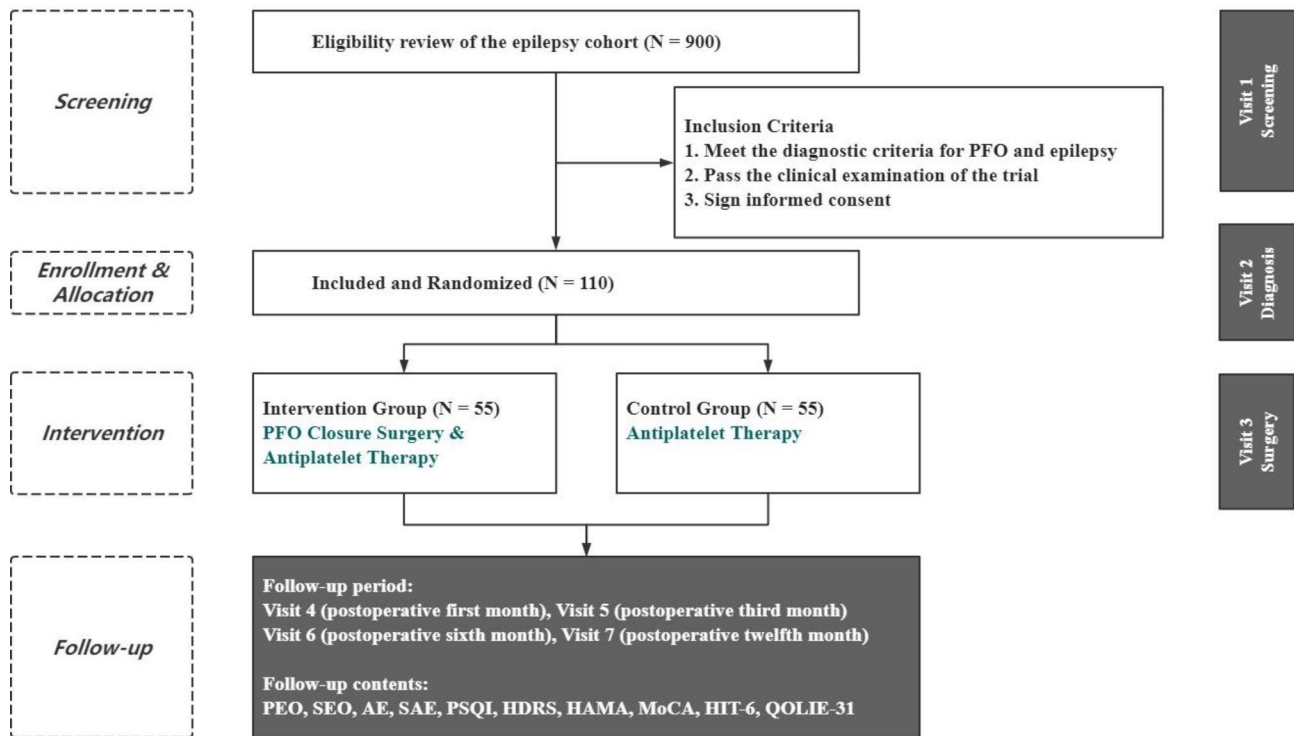 Screening
Eligibility review of the epilepsy cohort (N = 900)
Inclusion Criteria
1. Meet the diagnostic criteria for PFO and epilepsy
2. Pass the clinical examination of the trial
3. Sign informed consent
Visit 1
Screening
Enrollment &
Allocation
Included and Randomized (N = 110)
Visit 2
Diagnosis
Intervention
Intervention Group (N = 55)
PFO Closure Surgery &
Antiplatelet Therapy
Control Group (N = 55)
Antiplatelet Therapy
Visit 3
Surgery
Follow-up
Follow-up period:
Visit 4 (postoperative first month), Visit 5 (postoperative third month)
Visit 6 (postoperative sixth month), Visit 7 (postoperative twelfth month)
Follow-up contents:
PEO, SEO, AE, SAE, PSQI, HDRS, HAMA, MoCA, HIT-6, QOLIE-31